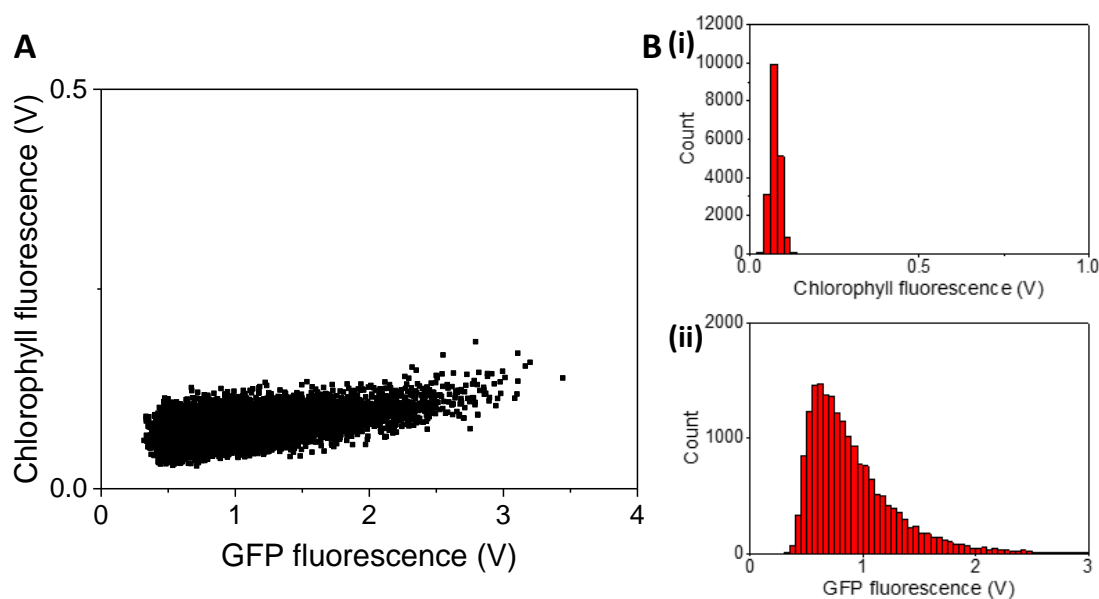 A
0.5
0.0
Chlorophyll fluorescence (V)
0 1 2 3 4
GFP fluorescence (V)
B (i)
12000
10000
8000
6000
4000
2000
0
Count
0.0 0.5 1.0
Chlorophyll fluorescence (V)
(ii)
2000
1000
0
Count
0 1 2 3
GFP fluorescence (V)